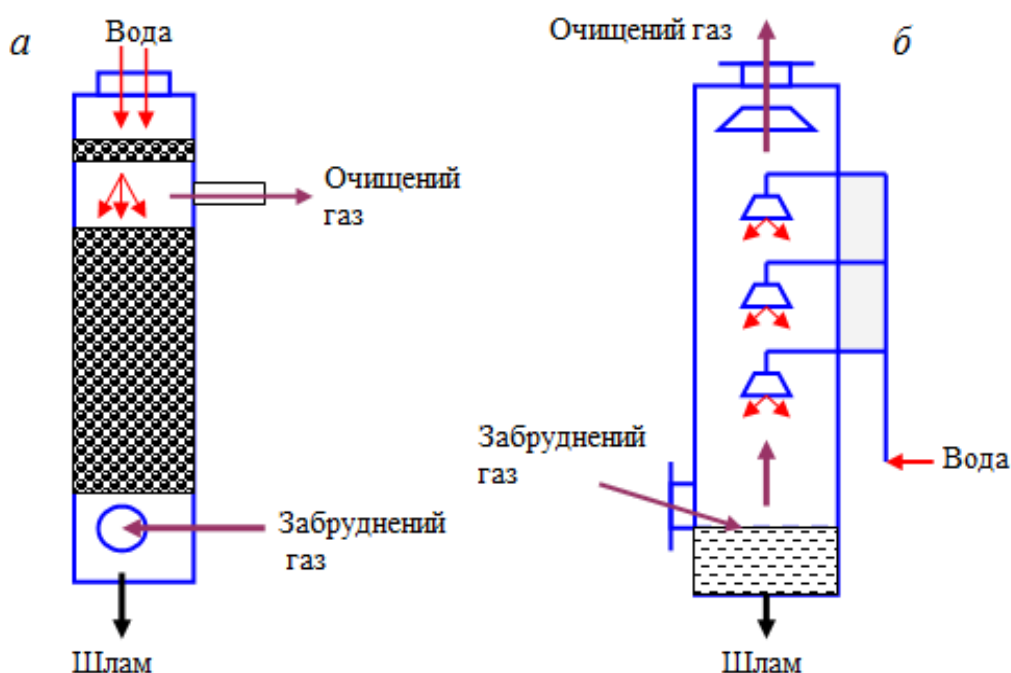 а
Вода
Очищений
газ
Забруднений
газ
Шлам
Очищений газ
б
Забруднений
газ
Вода
Шлам